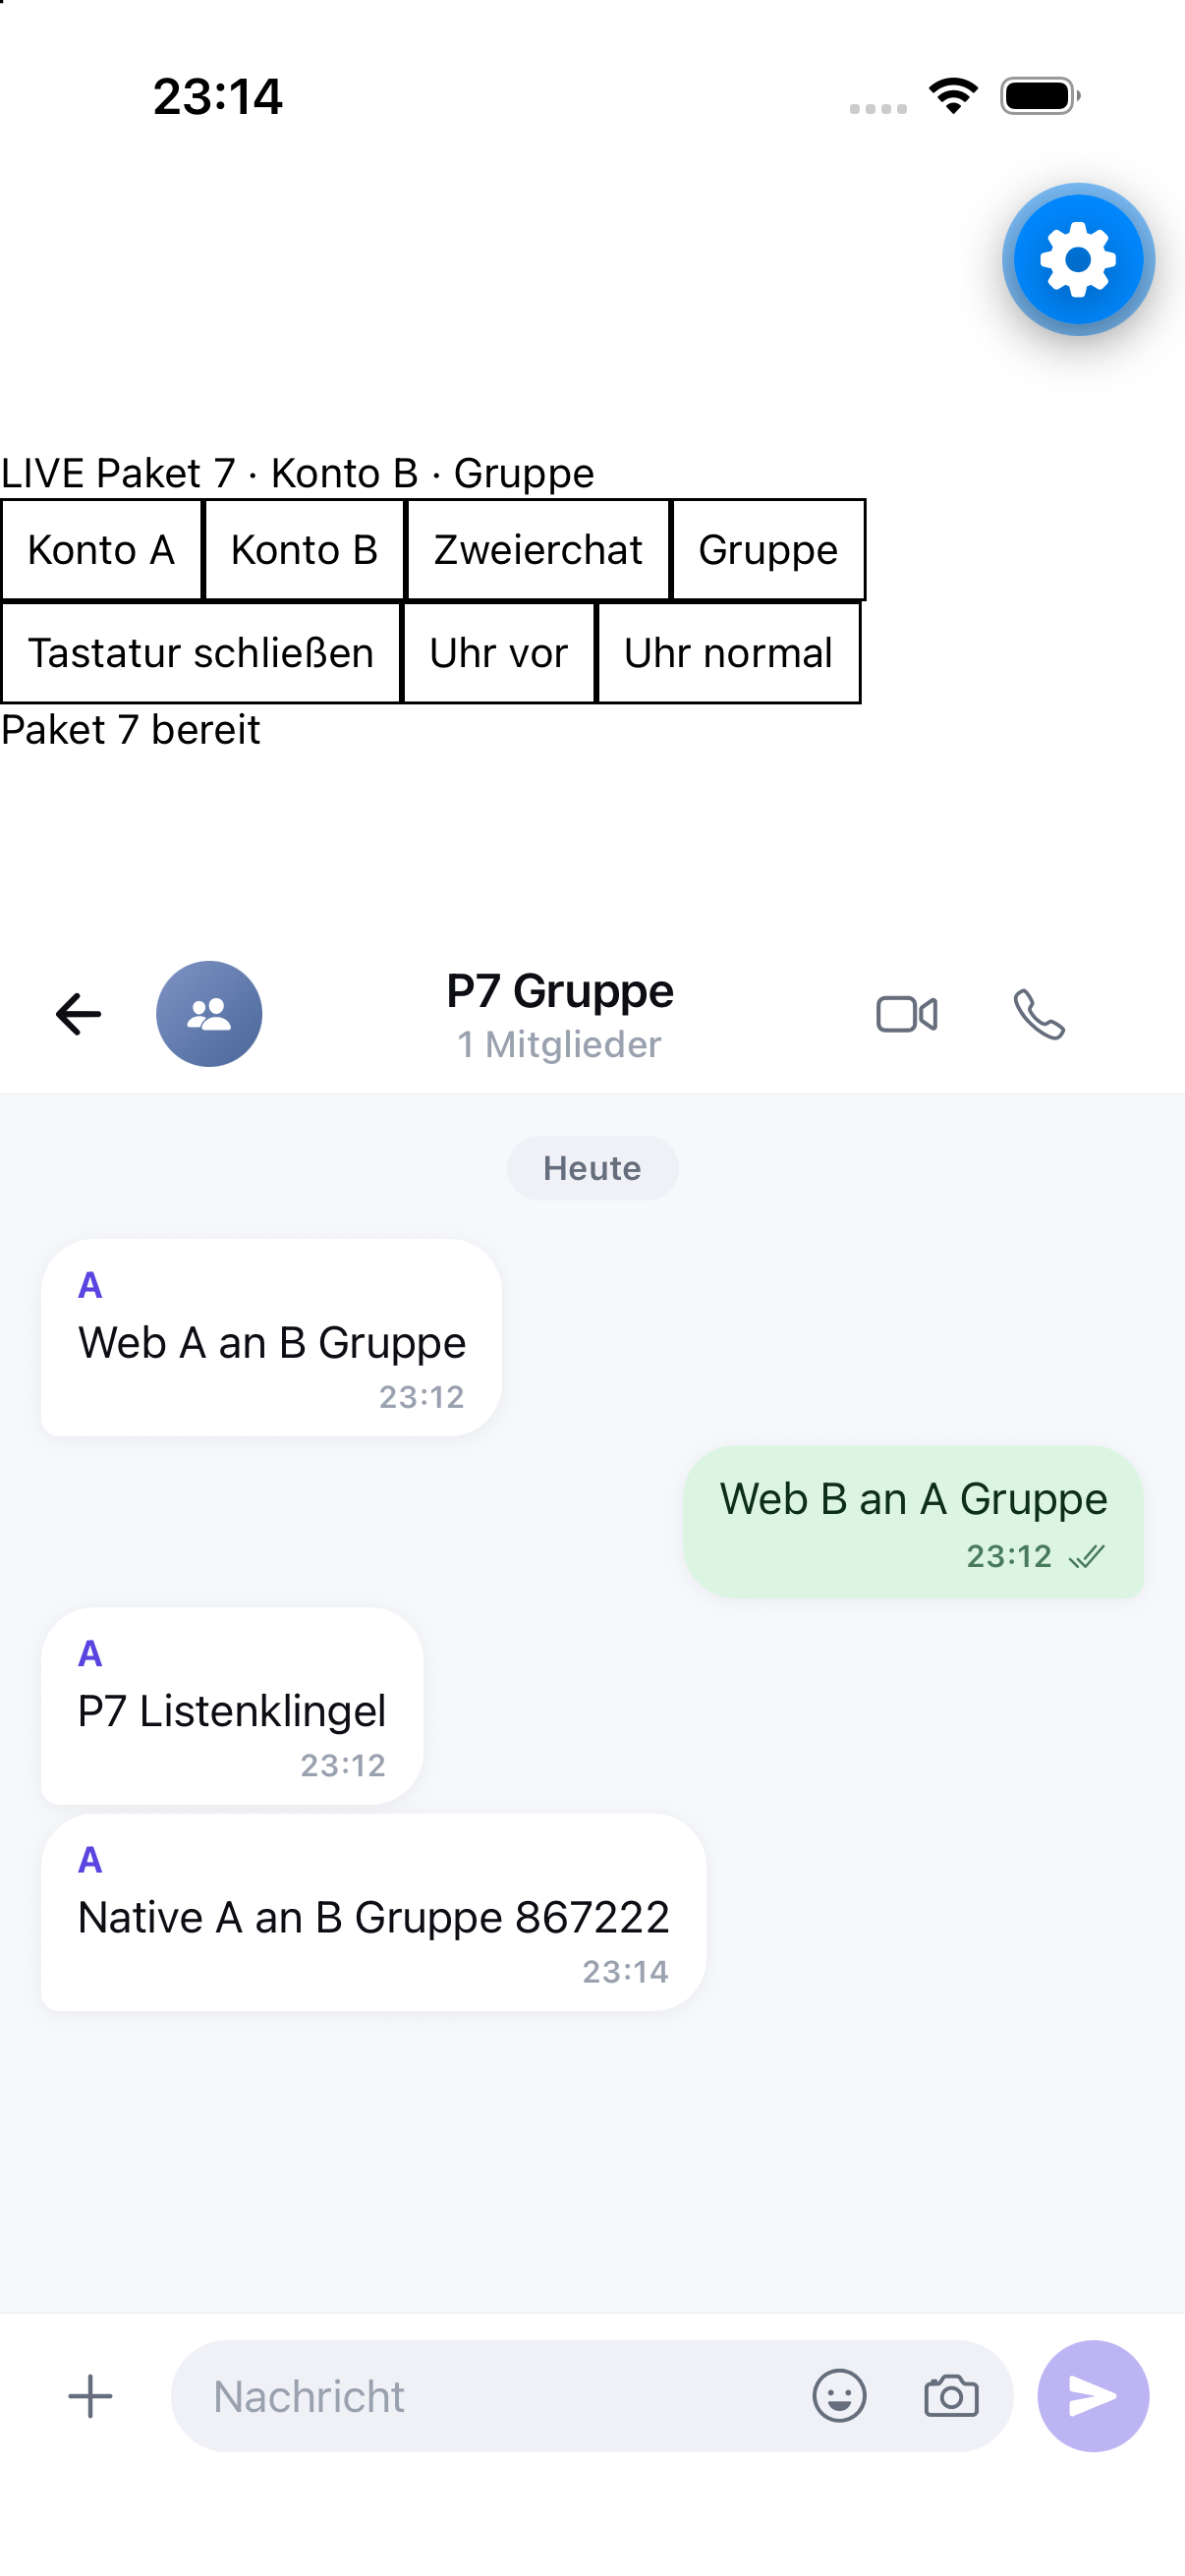 23:14
LIVE Paket 7 · Konto B · Gruppe
Konto A Konto B Zweierchat Gruppe
Tastatur schließen Uhr vor Uhr normal
Paket 7 bereit
P7 Gruppe
1 Mitglieder
Heute
A
Web A an B Gruppe
23:12
Web B an A Gruppe
23:12
A
P7 Listenklingel
23:12
A
Native A an B Gruppe 867222
23:14
Nachricht